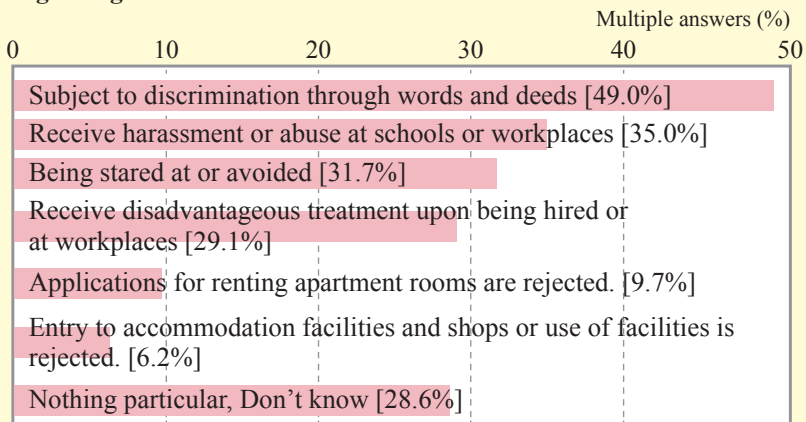 Multiple answers (%)
0 10 20 30 40 50
Subject to discrimination through words and deeds [49.0%]
Receive harassment or abuse at schools or workplaces [35.0%]
Being stared at or avoided [31.7%]
Receive disadvantageous treatment upon being hired or
at workplaces [29.1%]
Applications for renting apartment rooms are rejected. [9.7%]
Entry to accommodation facilities and shops or use of facilities is
rejected. [6.2%]
Nothing particular, Don’t know [28.6%]